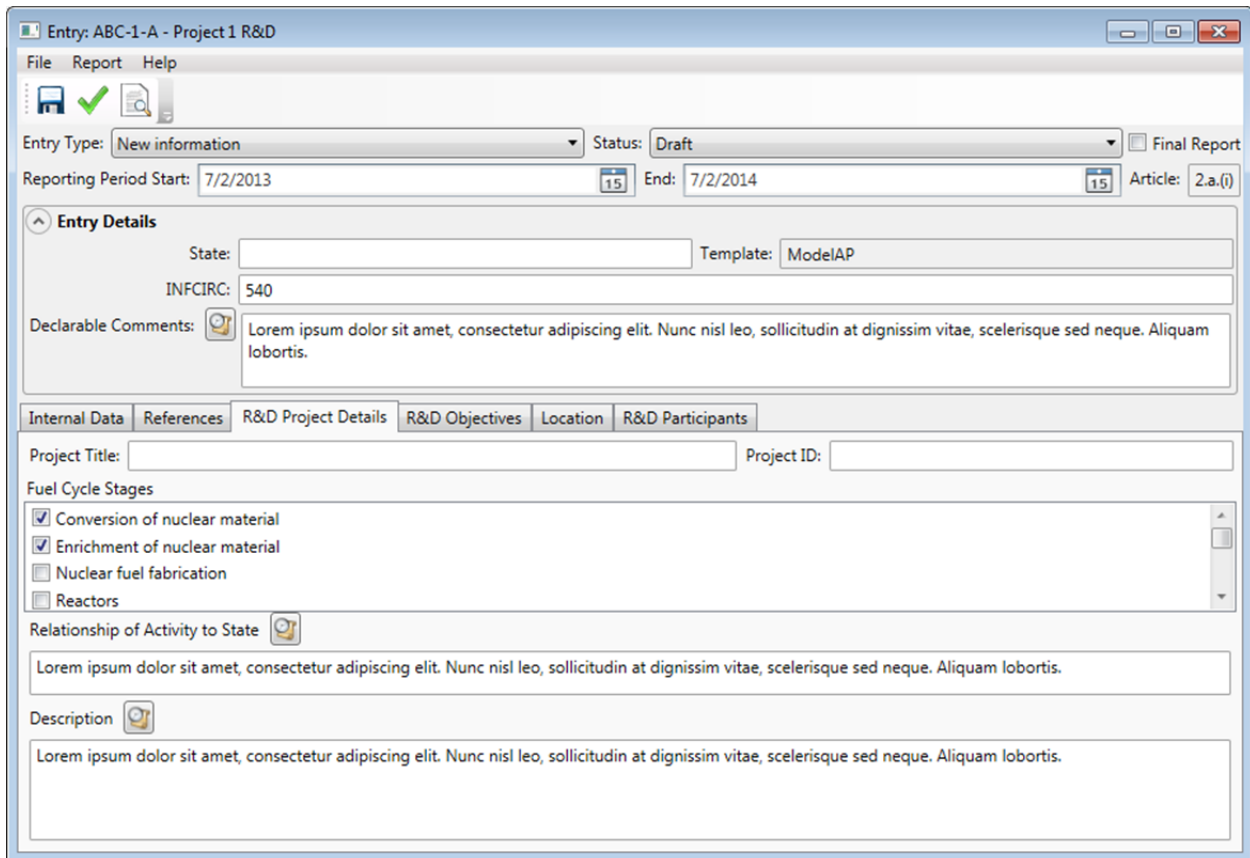 Entry: ABC-1-A - Project 1 R&D
File Report Help
Entry Type: New information Status: Draft Final Report
Reporting Period Start: 7/2/2013 15 End: 7/2/2014 15 Article: 2.a.(i)
Entry Details
State: Template: ModelAP
INFCIRC: 540
Declarable Comments: Lorem ipsum dolor sit amet, consectetur adipiscing elit. Nunc nisl leo, sollicitudin at dignissim vitae, scelerisque sed neque. Aliquam
lobortis.
Internal Data References R&D Project Details R&D Objectives Location R&D Participants
Project Title: Project ID:
Fuel Cycle Stages
Conversion of nuclear material
Enrichment of nuclear material
Nuclear fuel fabrication
Reactors
Relationship of Activity to State
Lorem ipsum dolor sit amet, consectetur adipiscing elit. Nunc nisl leo, sollicitudin at dignissim vitae, scelerisque sed neque. Aliquam lobortis.
Description
Lorem ipsum dolor sit amet, consectetur adipiscing elit. Nunc nisl leo, sollicitudin at dignissim vitae, scelerisque sed neque. Aliquam lobortis.